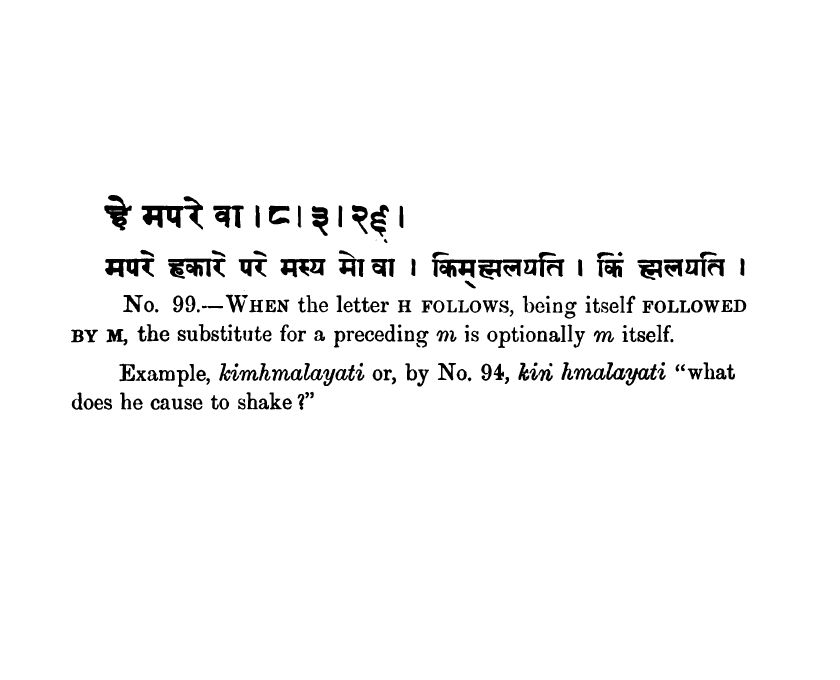 हे मपरे वा । ८ । ३ । २६ ।
मपरे हकारे परे मस्य मो वा । किम्ह्मलयति । किं ह्मलयति ।
No. 99.—WHEN the letter H FOLLOWS, being itself FOLLOWED
BY M, the substitute for a preceding m is optionally m itself.
Example, kimhmalayati or, by No. 94, kiṅ hmalayati “what
does he cause to shake?”